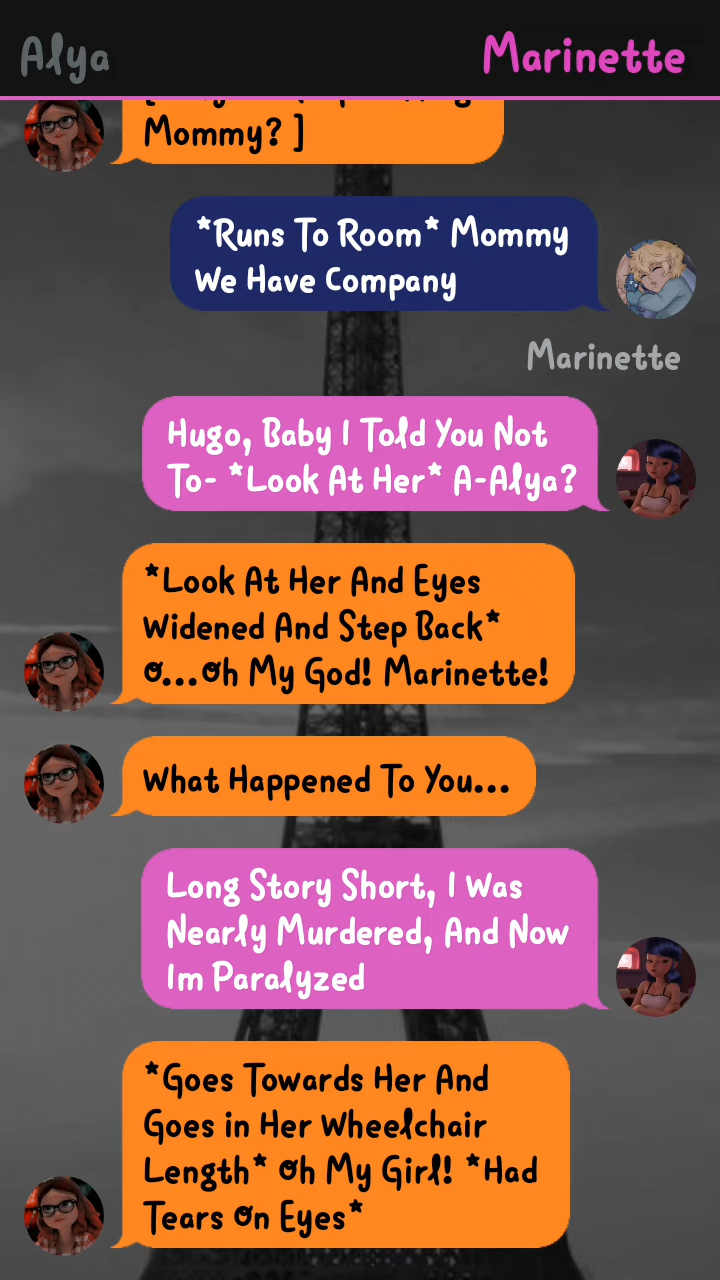 Alya
Marinette
Mommy? ]
*Runs To Room* Mommy
We Have Company
Marinette
Hugo, Baby I Told You Not
To- *Look At Her* A-Alya?
*Look At Her And Eyes
Widened And Step Back*
O...Oh My God! Marinette!
What Happened To You...
Long Story Short, I Was
Nearly Murdered, And Now
Im Paralyzed
*Goes Towards Her And
Goes in Her Wheelchair
Length* Oh My Girl! *Had
Tears On Eyes*